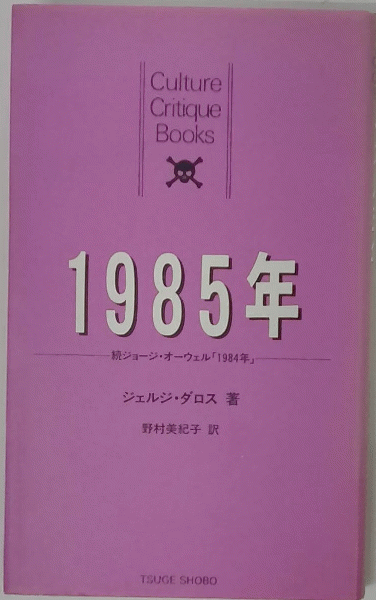 Culture
Critique
Books
1985年
続ジョージ・オーウェル「1984年」
ジェルジ・ダロス 著
野村美紀子 訳
TSUGE SHOBO